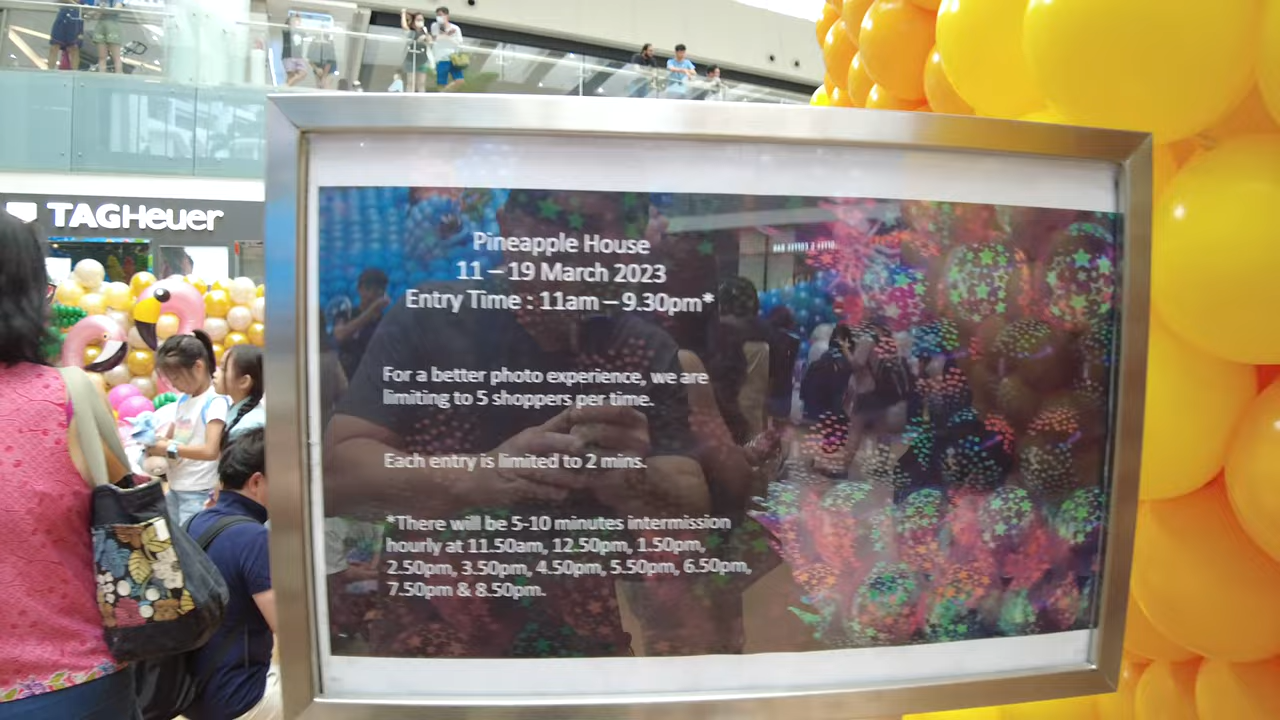 TAGHeuer
Pineapple House
11 – 19 March 2023
Entry Time : 11am – 9.30pm*
For a better photo experience, we are
limiting to 5 shoppers per time.
Each entry is limited to 2 mins.
*There will be 5-10 minutes intermission
hourly at 11.50am, 12.50pm, 1.50pm,
2.50pm, 3.50pm, 4.50pm, 5.50pm, 6.50pm,
7.50pm & 8.50pm.